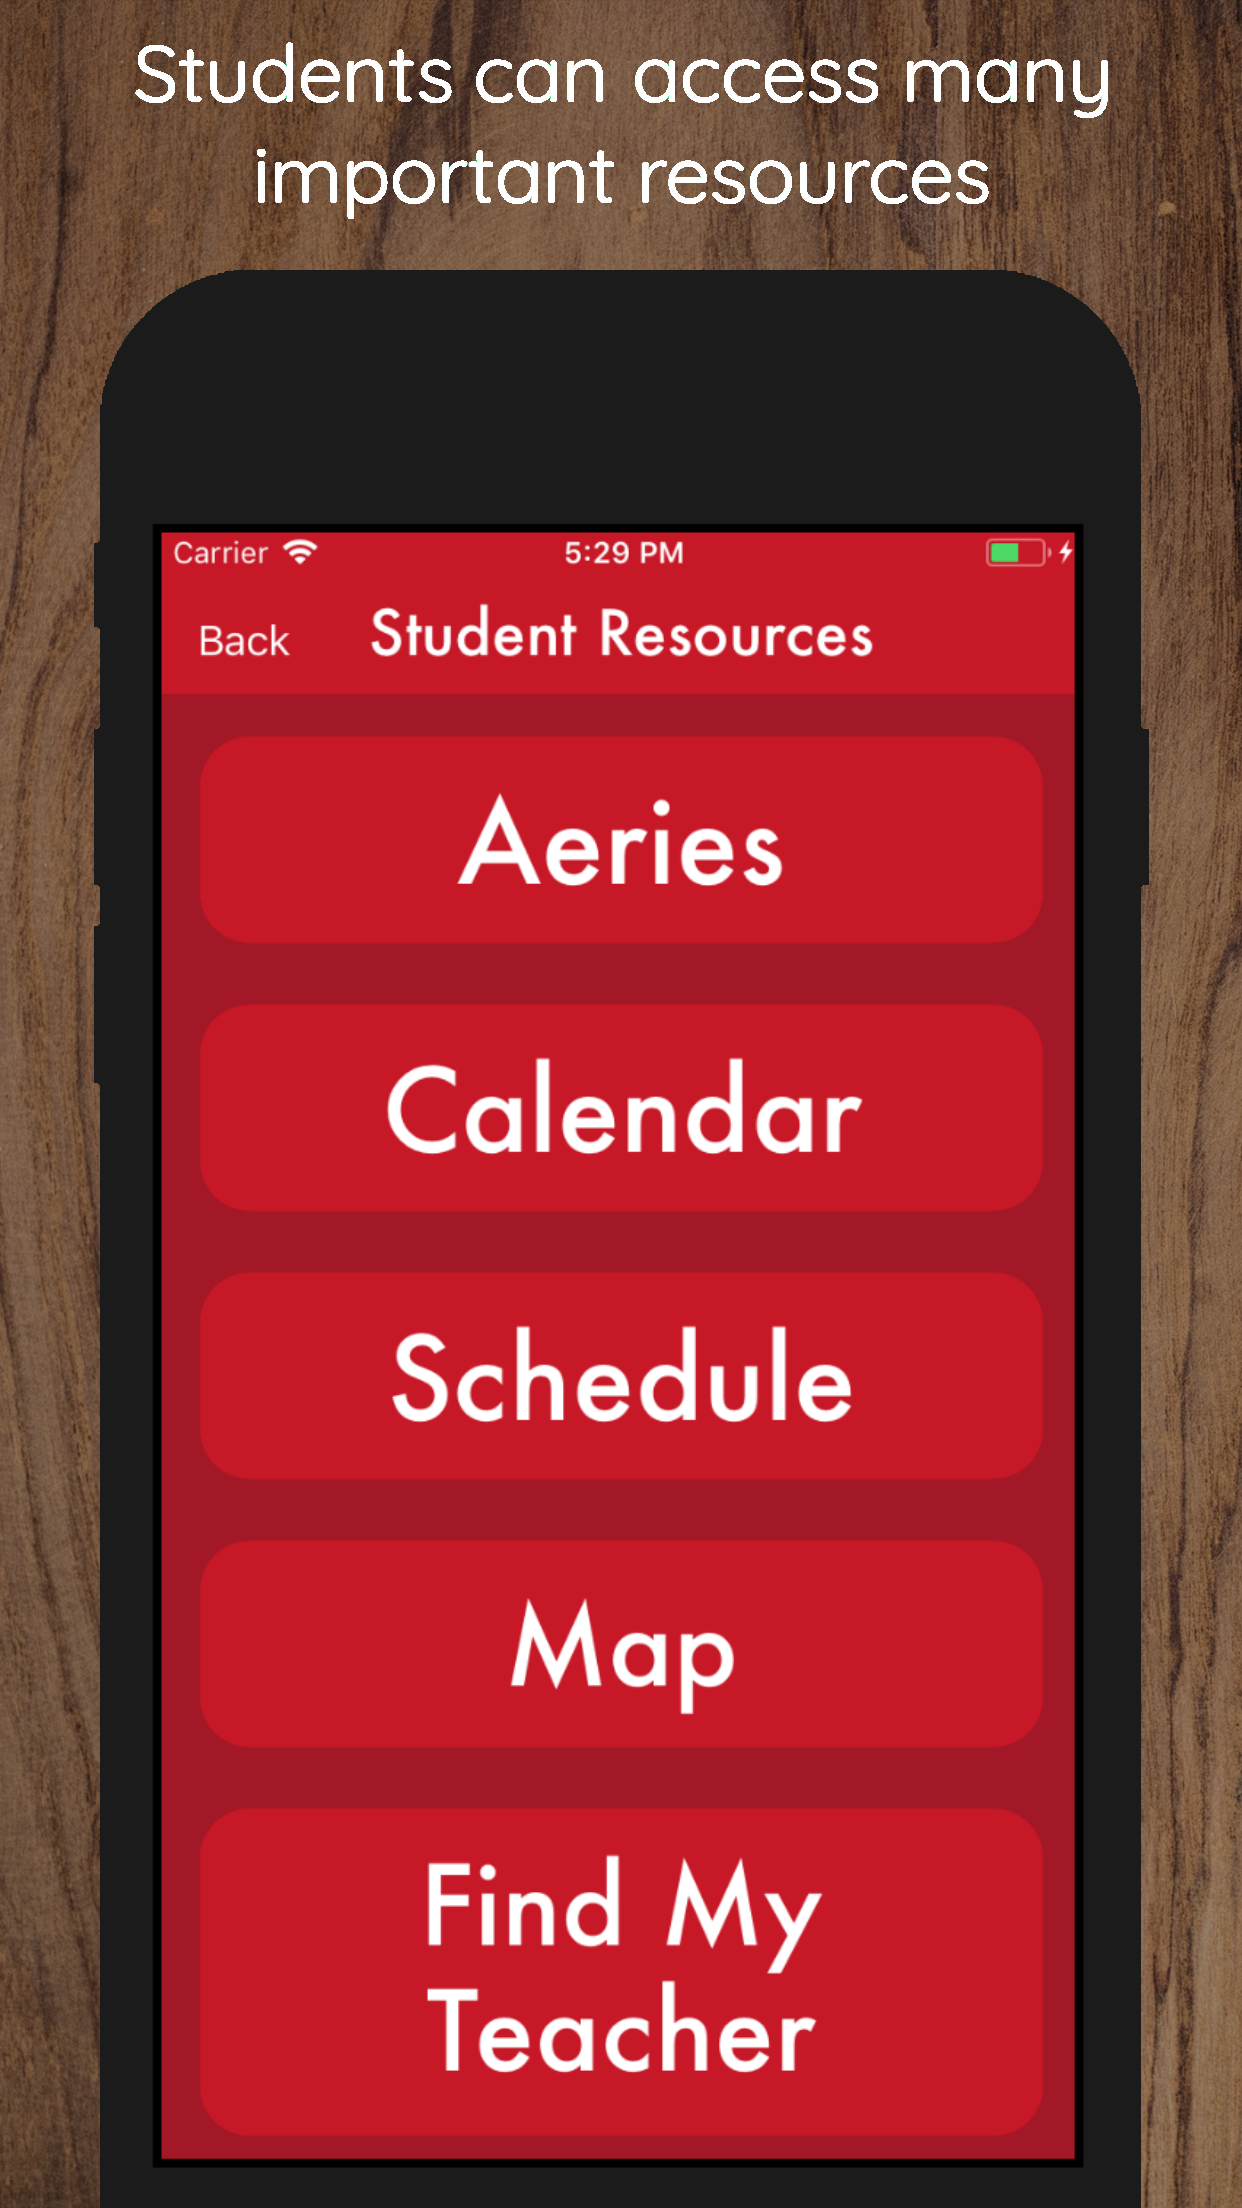 Students can access many
important resources
Carrier 5:29 PM
Back Student Resources
Aeries
Calendar
Schedule
Map
Find My
Teacher